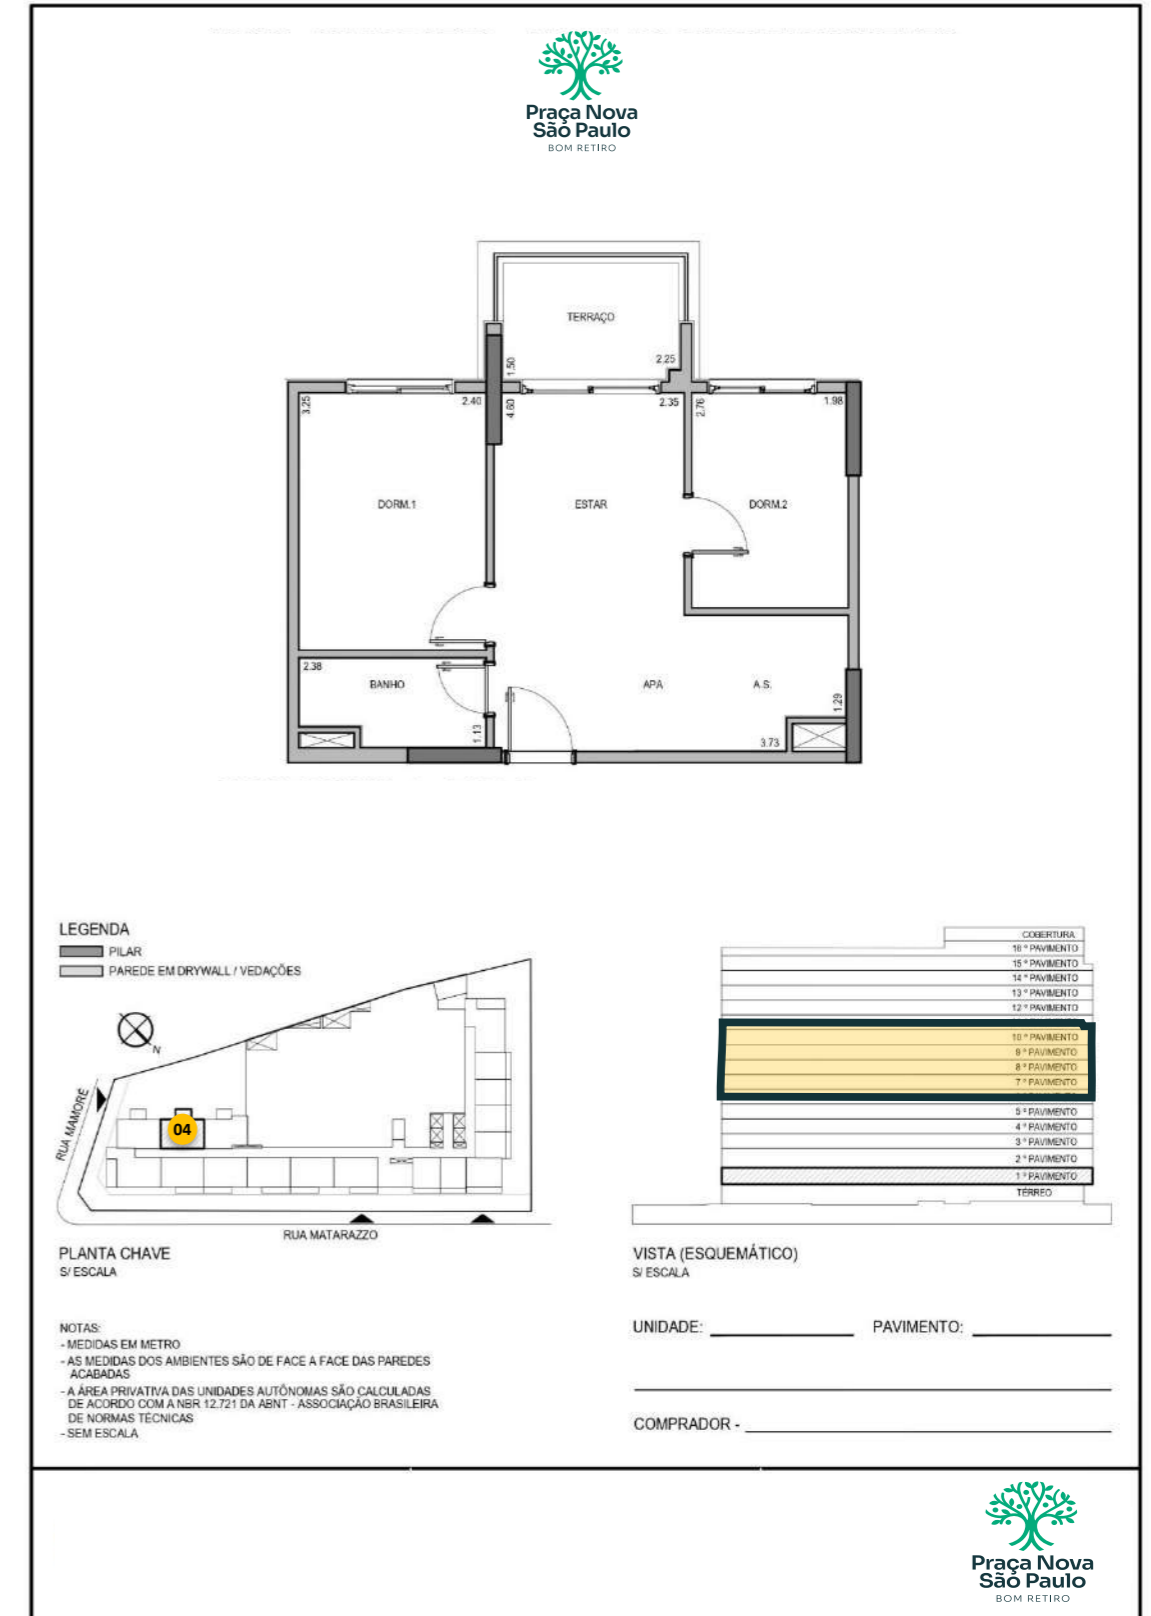 Praça Nova
São Paulo
BOM RETIRO
TERRAÇO
1.50
2.25
3.25
2.40
4.60
2.35
2.76
1.98
DORM.1
ESTAR
DORM.2
2.38
BANHO
APA
A.S.
1.29
1.13
3.73
LEGENDA
PILAR
PAREDE EM DRYWALL / VEDAÇÕES
N
RUA MAMORÉ
04
RUA MATARAZZO
PLANTA CHAVE
S/ ESCALA
COBERTURA
16 º PAVIMENTO
15 º PAVIMENTO
14 º PAVIMENTO
13 º PAVIMENTO
12 º PAVIMENTO
10 º PAVIMENTO
9 º PAVIMENTO
8 º PAVIMENTO
7 º PAVIMENTO
5 º PAVIMENTO
4 º PAVIMENTO
3 º PAVIMENTO
2 º PAVIMENTO
1 º PAVIMENTO
TÉRREO
VISTA (ESQUEMÁTICO)
S/ ESCALA
NOTAS:
- MEDIDAS EM METRO
- AS MEDIDAS DOS AMBIENTES SÃO DE FACE A FACE DAS PAREDES
ACABADAS
- A ÁREA PRIVATIVA DAS UNIDADES AUTÔNOMAS SÃO CALCULADAS
DE ACORDO COM A NBR 12.721 DA ABNT - ASSOCIAÇÃO BRASILEIRA
DE NORMAS TÉCNICAS
- SEM ESCALA
UNIDADE: PAVIMENTO:
COMPRADOR -
Praça Nova
São Paulo
BOM RETIRO